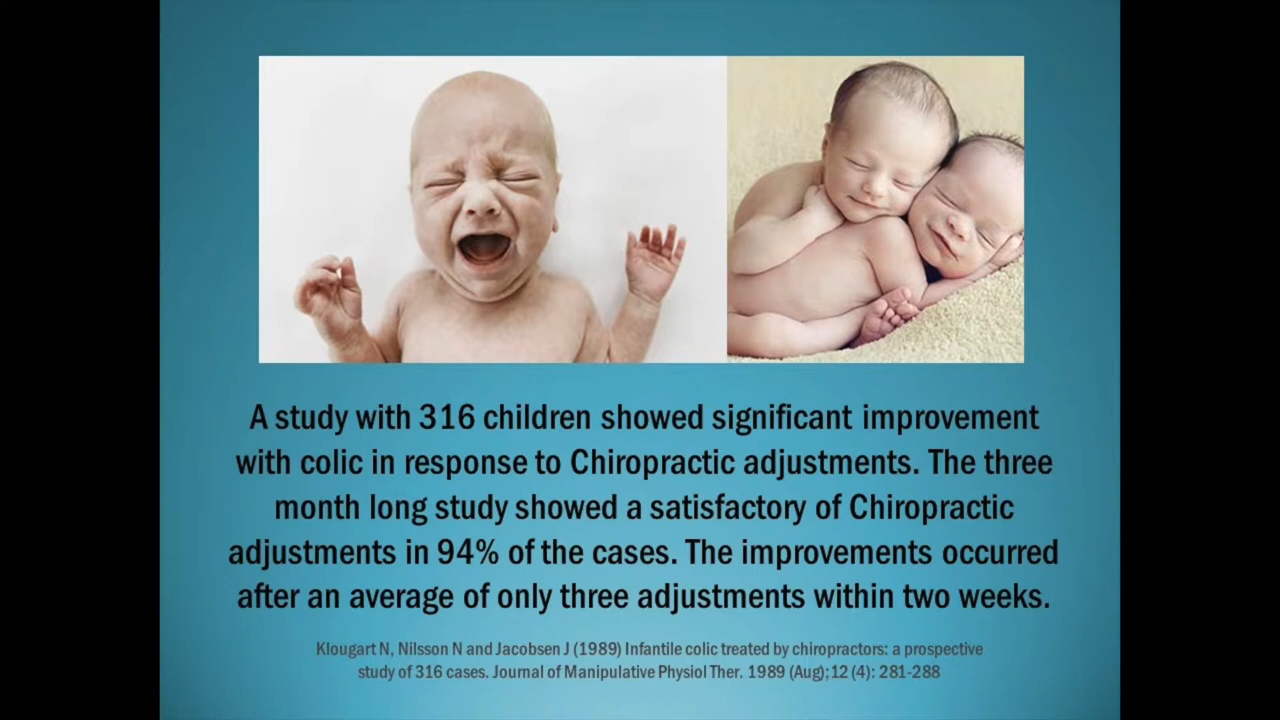 A study with 316 children showed significant improvement
with colic in response to Chiropractic adjustments. The three
month long study showed a satisfactory of Chiropractic
adjustments in 94% of the cases. The improvements occurred
after an average of only three adjustments within two weeks.
Klougart N, Nilsson N and Jacobsen J (1989) Infantile colic treated by chiropractors: a prospective
study of 316 cases. Journal of Manipulative Physiol Ther. 1989 (Aug); 12 (4): 281-288